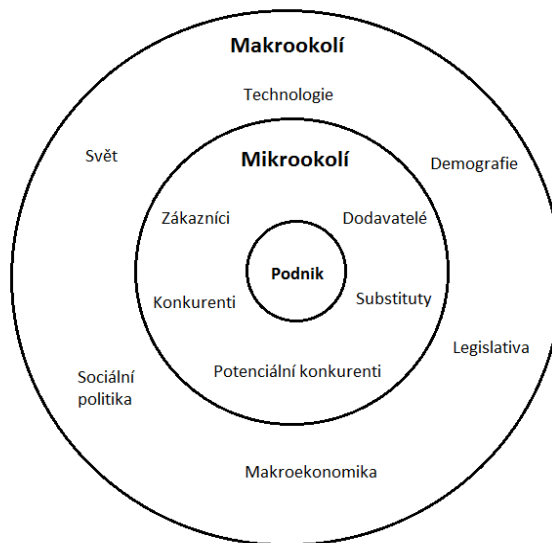 Makrookolí
Technologie
Svět
Mikrookolí
Demografie
Zákazníci
Dodavatelé
Podnik
Konkurenti
Substituty
Legislativa
Potenciální konkurenti
Sociální
politika
Makroekonomika